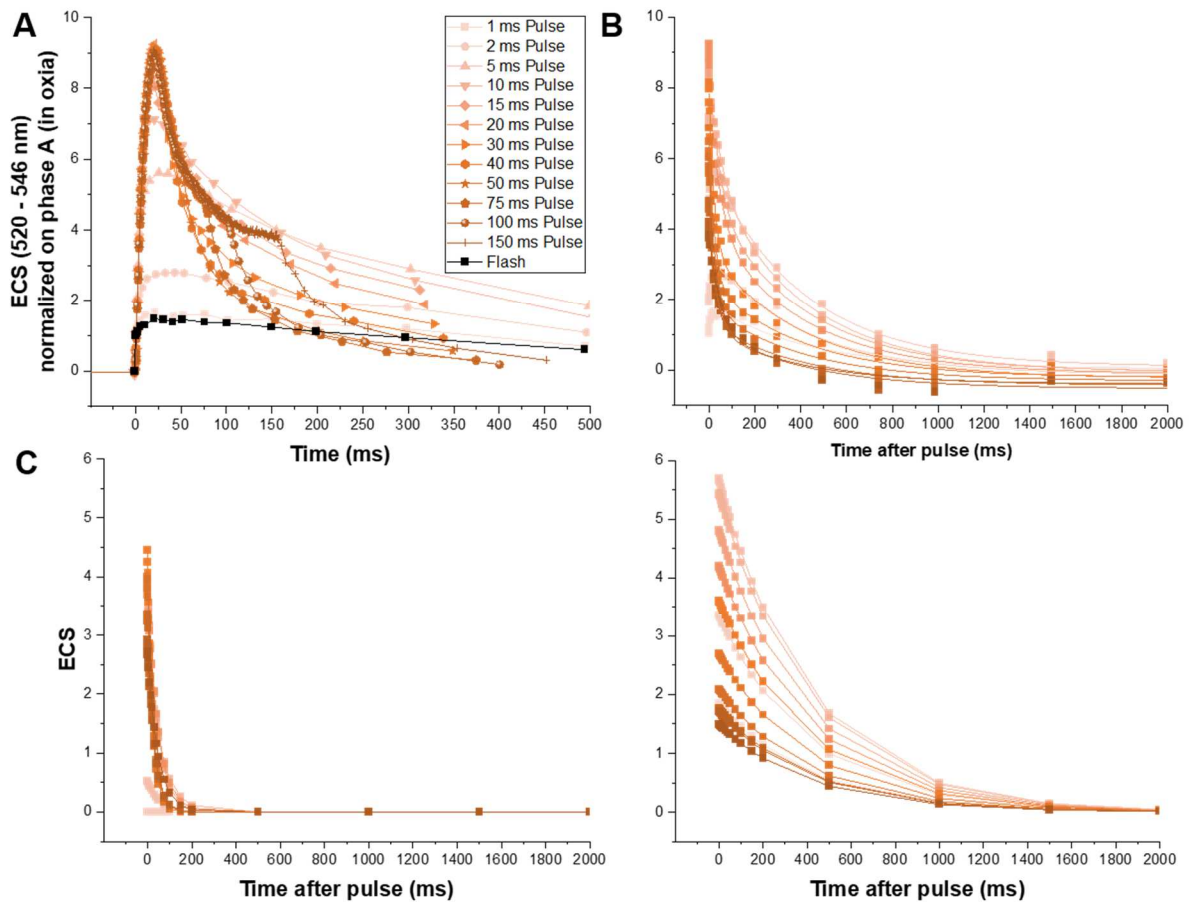 A
ECS (520 - 546 nm)
normalized on phase A (in oxia)
10
8
6
4
2
0
0 50 100 150 200 250 300 350 400 450 500
Time (ms)
1 ms Pulse
2 ms Pulse
5 ms Pulse
10 ms Pulse
15 ms Pulse
20 ms Pulse
30 ms Pulse
40 ms Pulse
50 ms Pulse
75 ms Pulse
100 ms Pulse
150 ms Pulse
Flash
B
10
8
6
4
2
0
0 200 400 600 800 1000 1200 1400 1600 1800 2000
Time after pulse (ms)
C
ECS
6
5
4
3
2
1
0
0 200 400 600 800 1000 1200 1400 1600 1800 2000
Time after pulse (ms)
6
5
4
3
2
1
0
0 200 400 600 800 1000 1200 1400 1600 1800 2000
Time after pulse (ms)